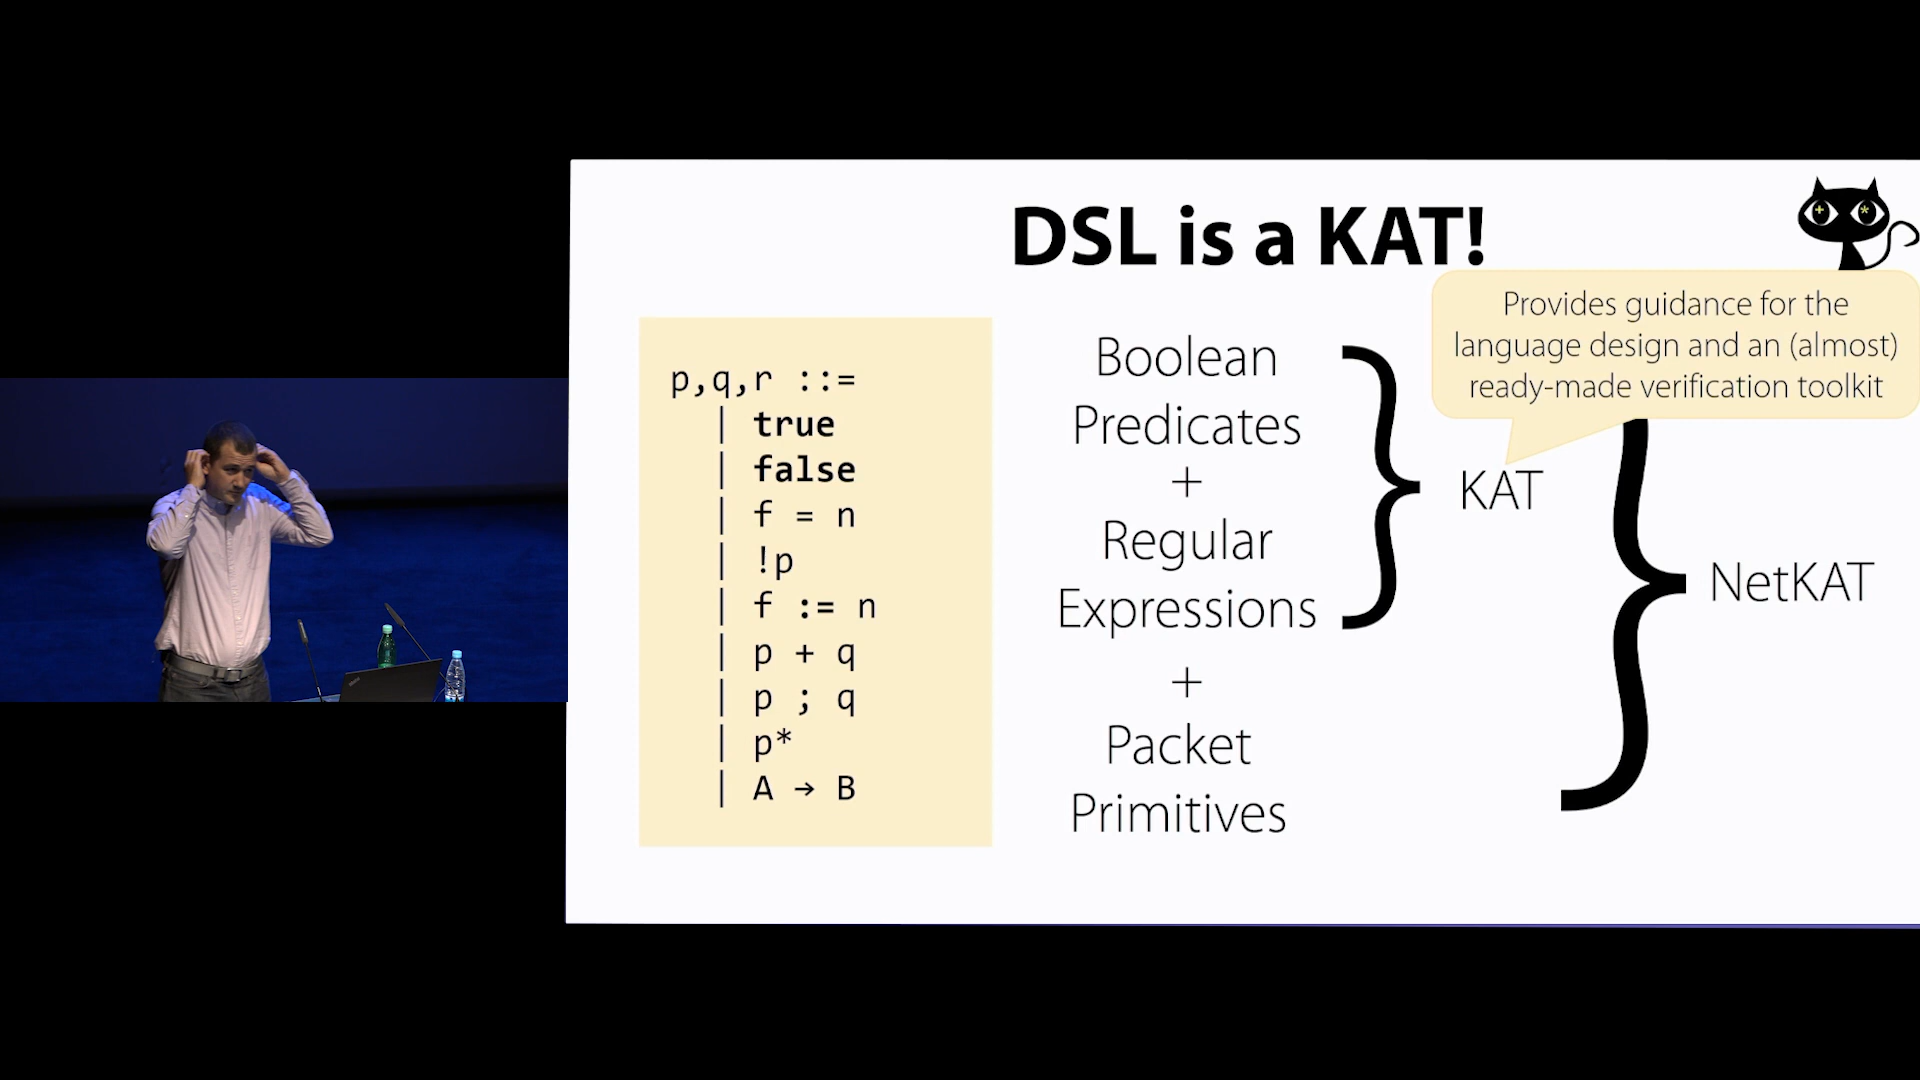 DSL is a KAT!
Provides guidance for the
language design and an (almost)
ready-made verification toolkit
p,q,r ::=
| true
| false
| f = n
| !p
| f := n
| p + q
| p ; q
| p*
| A → B
Boolean
Predicates
+
Regular
Expressions
+
Packet
Primitives
KAT
NetKAT